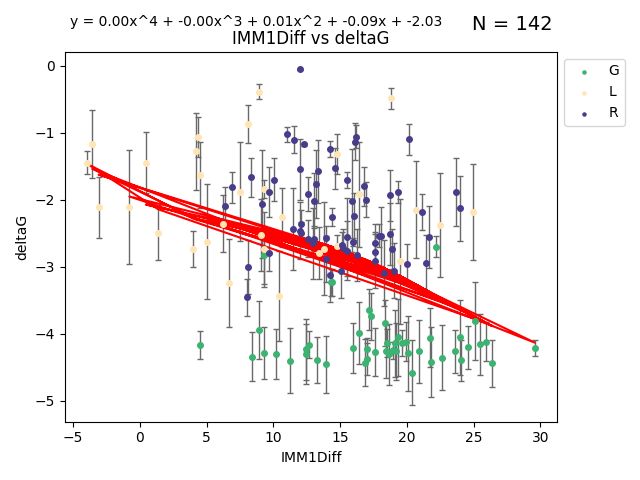 y = 0.00x^4 + -0.00x^3 + 0.01x^2 + -0.09x + -2.03
N = 142
IMM1Diff vs deltaG
G
L
R
0
−1
−2
−3
−4
−5
deltaG
−5 0 5 10 15 20 25 30
IMM1Diff